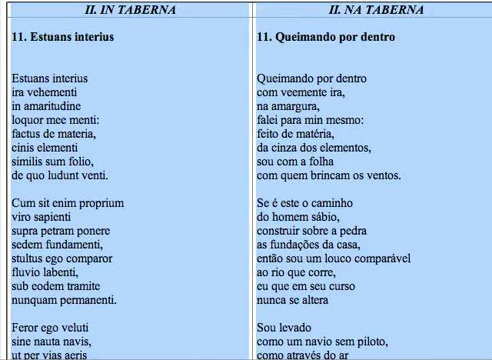 II. IN TABERNA
11. Estuans interius
Estuans interius
ira vehementi
in amaritudine
loquor mee menti:
factus de materia,
cinis elementi
similis sum folio,
de quo ludunt venti.
Cum sit enim proprium
viro sapienti
supra petram ponere
sedem fundamenti,
stultus ego comparor
fluvio labenti,
sub eodem tramite
nunquam permanenti.
Feror ego veluti
sine nauta navis,
ut per vias aeris
II. NA TABERNA
11. Queimando por dentro
Queimando por dentro
com veemente ira,
na amargura,
falei para min mesmo:
feito de matéria,
da cinza dos elementos,
sou com a folha
com quem brincam os ventos.
Se é este o caminho
do homem sábio,
construir sobre a pedra
as fundações da casa,
então sou um louco comparável
ao rio que corre,
eu que em seu curso
nunca se altera
Sou levado
como um navio sem piloto,
como através do ar